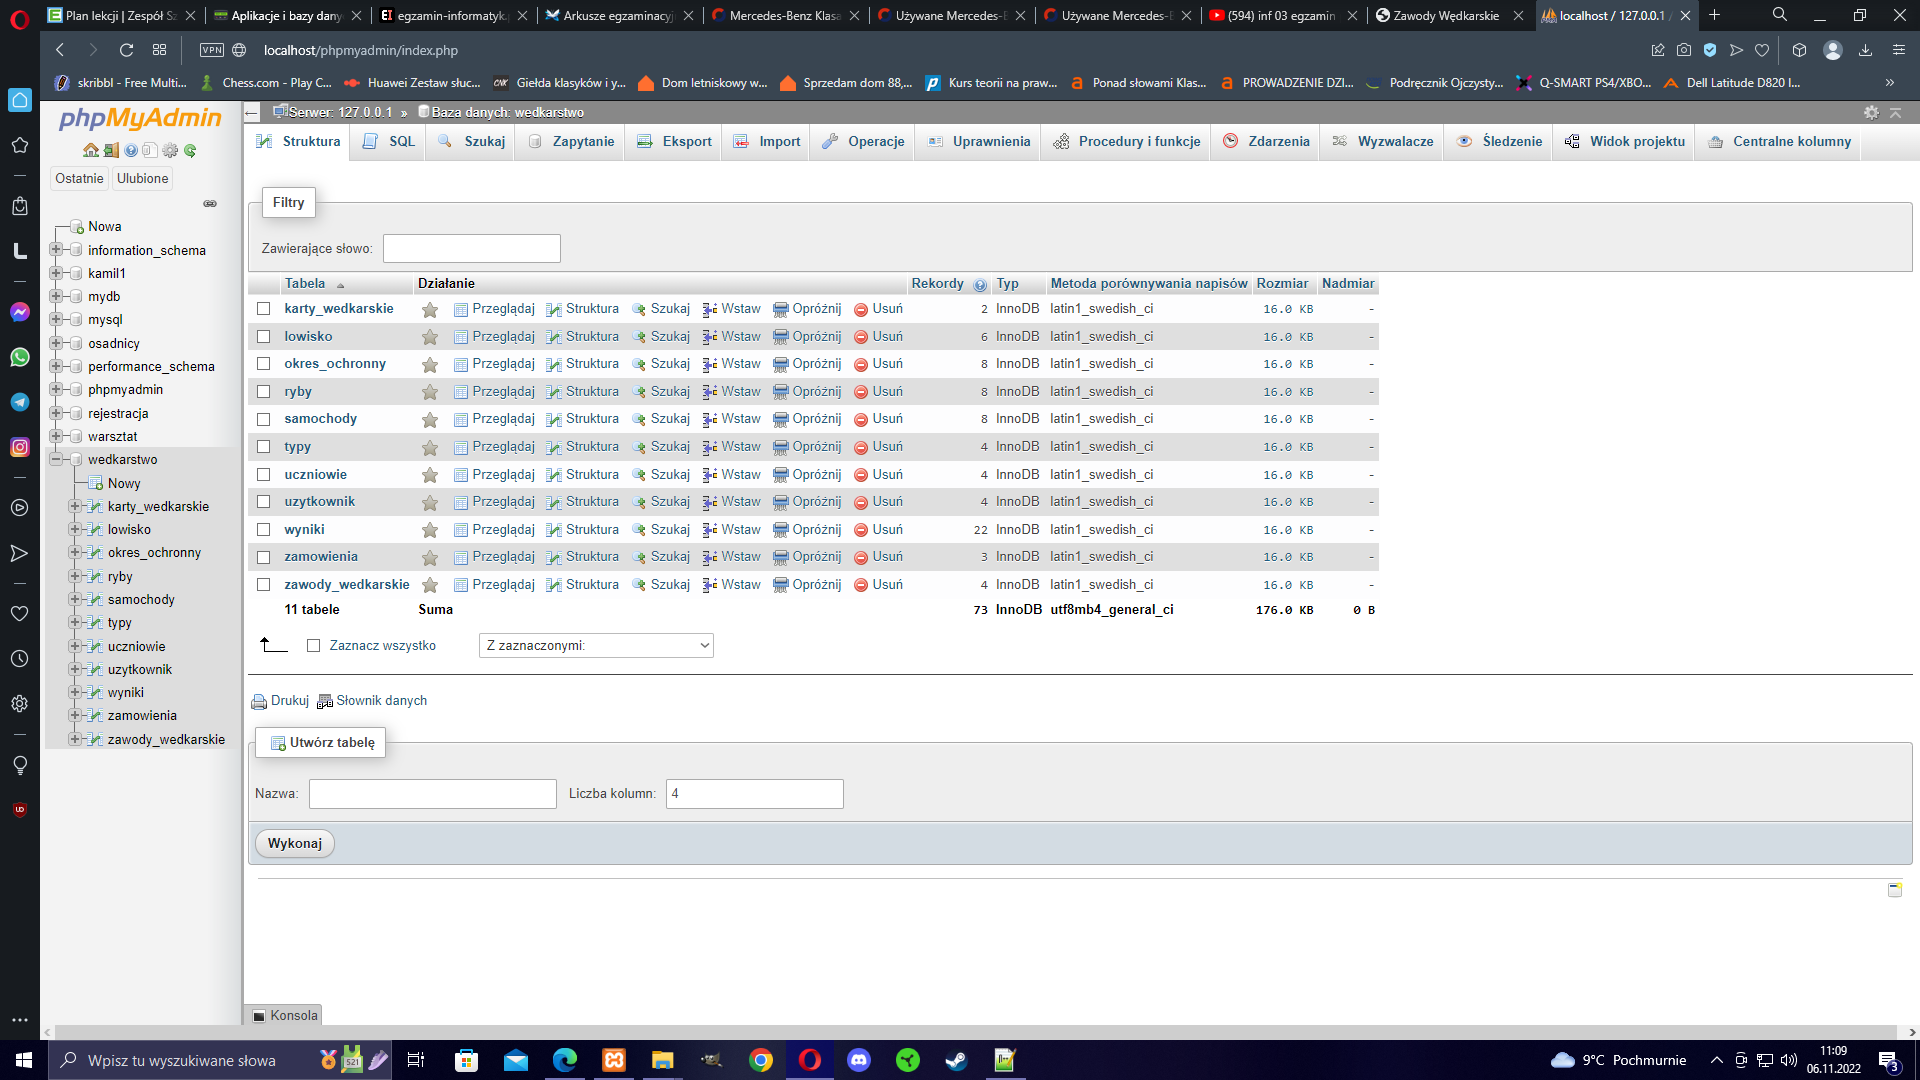 Plan lekcji | Zespół Sz
Aplikacje i bazy dany
egzamin-informatyk.p
Arkusze egzaminacyj
Mercedes-Benz Klasa
Używane Mercedes-B
Używane Mercedes-B
(594) inf 03 egzamin
Zawody Wędkarskie
localhost / 127.0.0.1 /
VPN
localhost/phpmyadmin/index.php
skribbl - Free Multi...
Chess.com - Play C...
Huawei Zestaw słuc...
Giełda klasyków i y...
Dom letniskowy w...
Sprzedam dom 88,...
Kurs teorii na praw...
Ponad słowami Klas...
PROWADZENIE DZI...
Podręcznik Ojczysty...
Q-SMART PS4/XBO...
Dell Latitude D820 I...
phpMyAdmin
Ostatnie Ulubione
Nowa
information_schema
kamil1
mydb
mysql
osadnicy
performance_schema
phpmyadmin
rejestracja
warsztat
wedkarstwo
Nowy
karty_wedkarskie
lowisko
okres_ochronny
ryby
samochody
typy
uczniowie
uzytkownik
wyniki
zamowienia
zawody_wedkarskie
Serwer: 127.0.0.1 » Baza danych: wedkarstwo
Struktura SQL Szukaj Zapytanie Eksport Import Operacje Uprawnienia Procedury i funkcje Zdarzenia Wyzwalacze Śledzenie Widok projektu Centralne kolumny
Filtry
Zawierające słowo:
Tabela Działanie Rekordy Typ Metoda porównywania napisów Rozmiar Nadmiar
karty_wedkarskie Przeglądaj Struktura Szukaj Wstaw Opróżnij Usuń 2 InnoDB latin1_swedish_ci 16.0 KB -
lowisko Przeglądaj Struktura Szukaj Wstaw Opróżnij Usuń 6 InnoDB latin1_swedish_ci 16.0 KB -
okres_ochronny Przeglądaj Struktura Szukaj Wstaw Opróżnij Usuń 8 InnoDB latin1_swedish_ci 16.0 KB -
ryby Przeglądaj Struktura Szukaj Wstaw Opróżnij Usuń 8 InnoDB latin1_swedish_ci 16.0 KB -
samochody Przeglądaj Struktura Szukaj Wstaw Opróżnij Usuń 8 InnoDB latin1_swedish_ci 16.0 KB -
typy Przeglądaj Struktura Szukaj Wstaw Opróżnij Usuń 4 InnoDB latin1_swedish_ci 16.0 KB -
uczniowie Przeglądaj Struktura Szukaj Wstaw Opróżnij Usuń 4 InnoDB latin1_swedish_ci 16.0 KB -
uzytkownik Przeglądaj Struktura Szukaj Wstaw Opróżnij Usuń 4 InnoDB latin1_swedish_ci 16.0 KB -
wyniki Przeglądaj Struktura Szukaj Wstaw Opróżnij Usuń 22 InnoDB latin1_swedish_ci 16.0 KB -
zamowienia Przeglądaj Struktura Szukaj Wstaw Opróżnij Usuń 3 InnoDB latin1_swedish_ci 16.0 KB -
zawody_wedkarskie Przeglądaj Struktura Szukaj Wstaw Opróżnij Usuń 4 InnoDB latin1_swedish_ci 16.0 KB -
11 tabele Suma 73 InnoDB utf8mb4_general_ci 176.0 KB 0 B
Zaznacz wszystko Z zaznaczonymi:
Drukuj Słownik danych
Utwórz tabelę
Nazwa: Liczba kolumn: 4
Wykonaj
Konsola
Wpisz tu wyszukiwane słowa
9°C Pochmurnie
11:09
06.11.2022
3